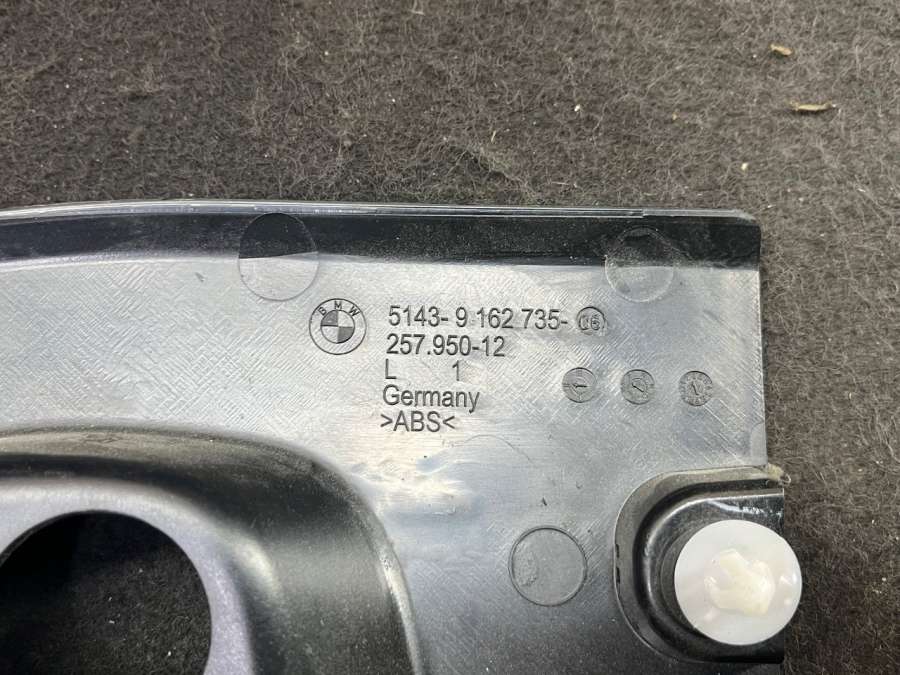 BMW
5143- 9 162 735- 06
257.950-12
L 1
Germany
>ABS<